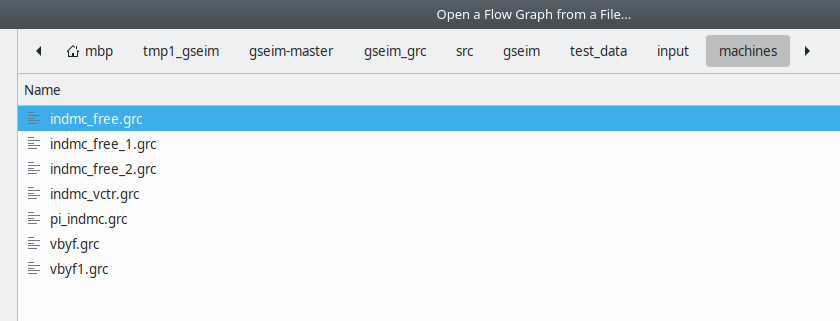 Open a Flow Graph from a File...
mbp tmp1_gseim gseim-master gseim_grc src gseim test_data input machines
Name
indmc_free.grc
indmc_free_1.grc
indmc_free_2.grc
indmc_vctr.grc
pi_indmc.grc
vbyf.grc
vbyf1.grc